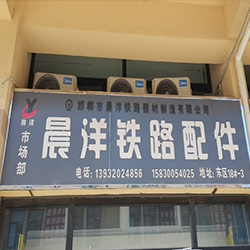 邯郸市晨洋铁路器材制造有限公司
晨洋
市场部
晨洋铁路配件
电话:13932024856 15830054025 地址:东区18#-3